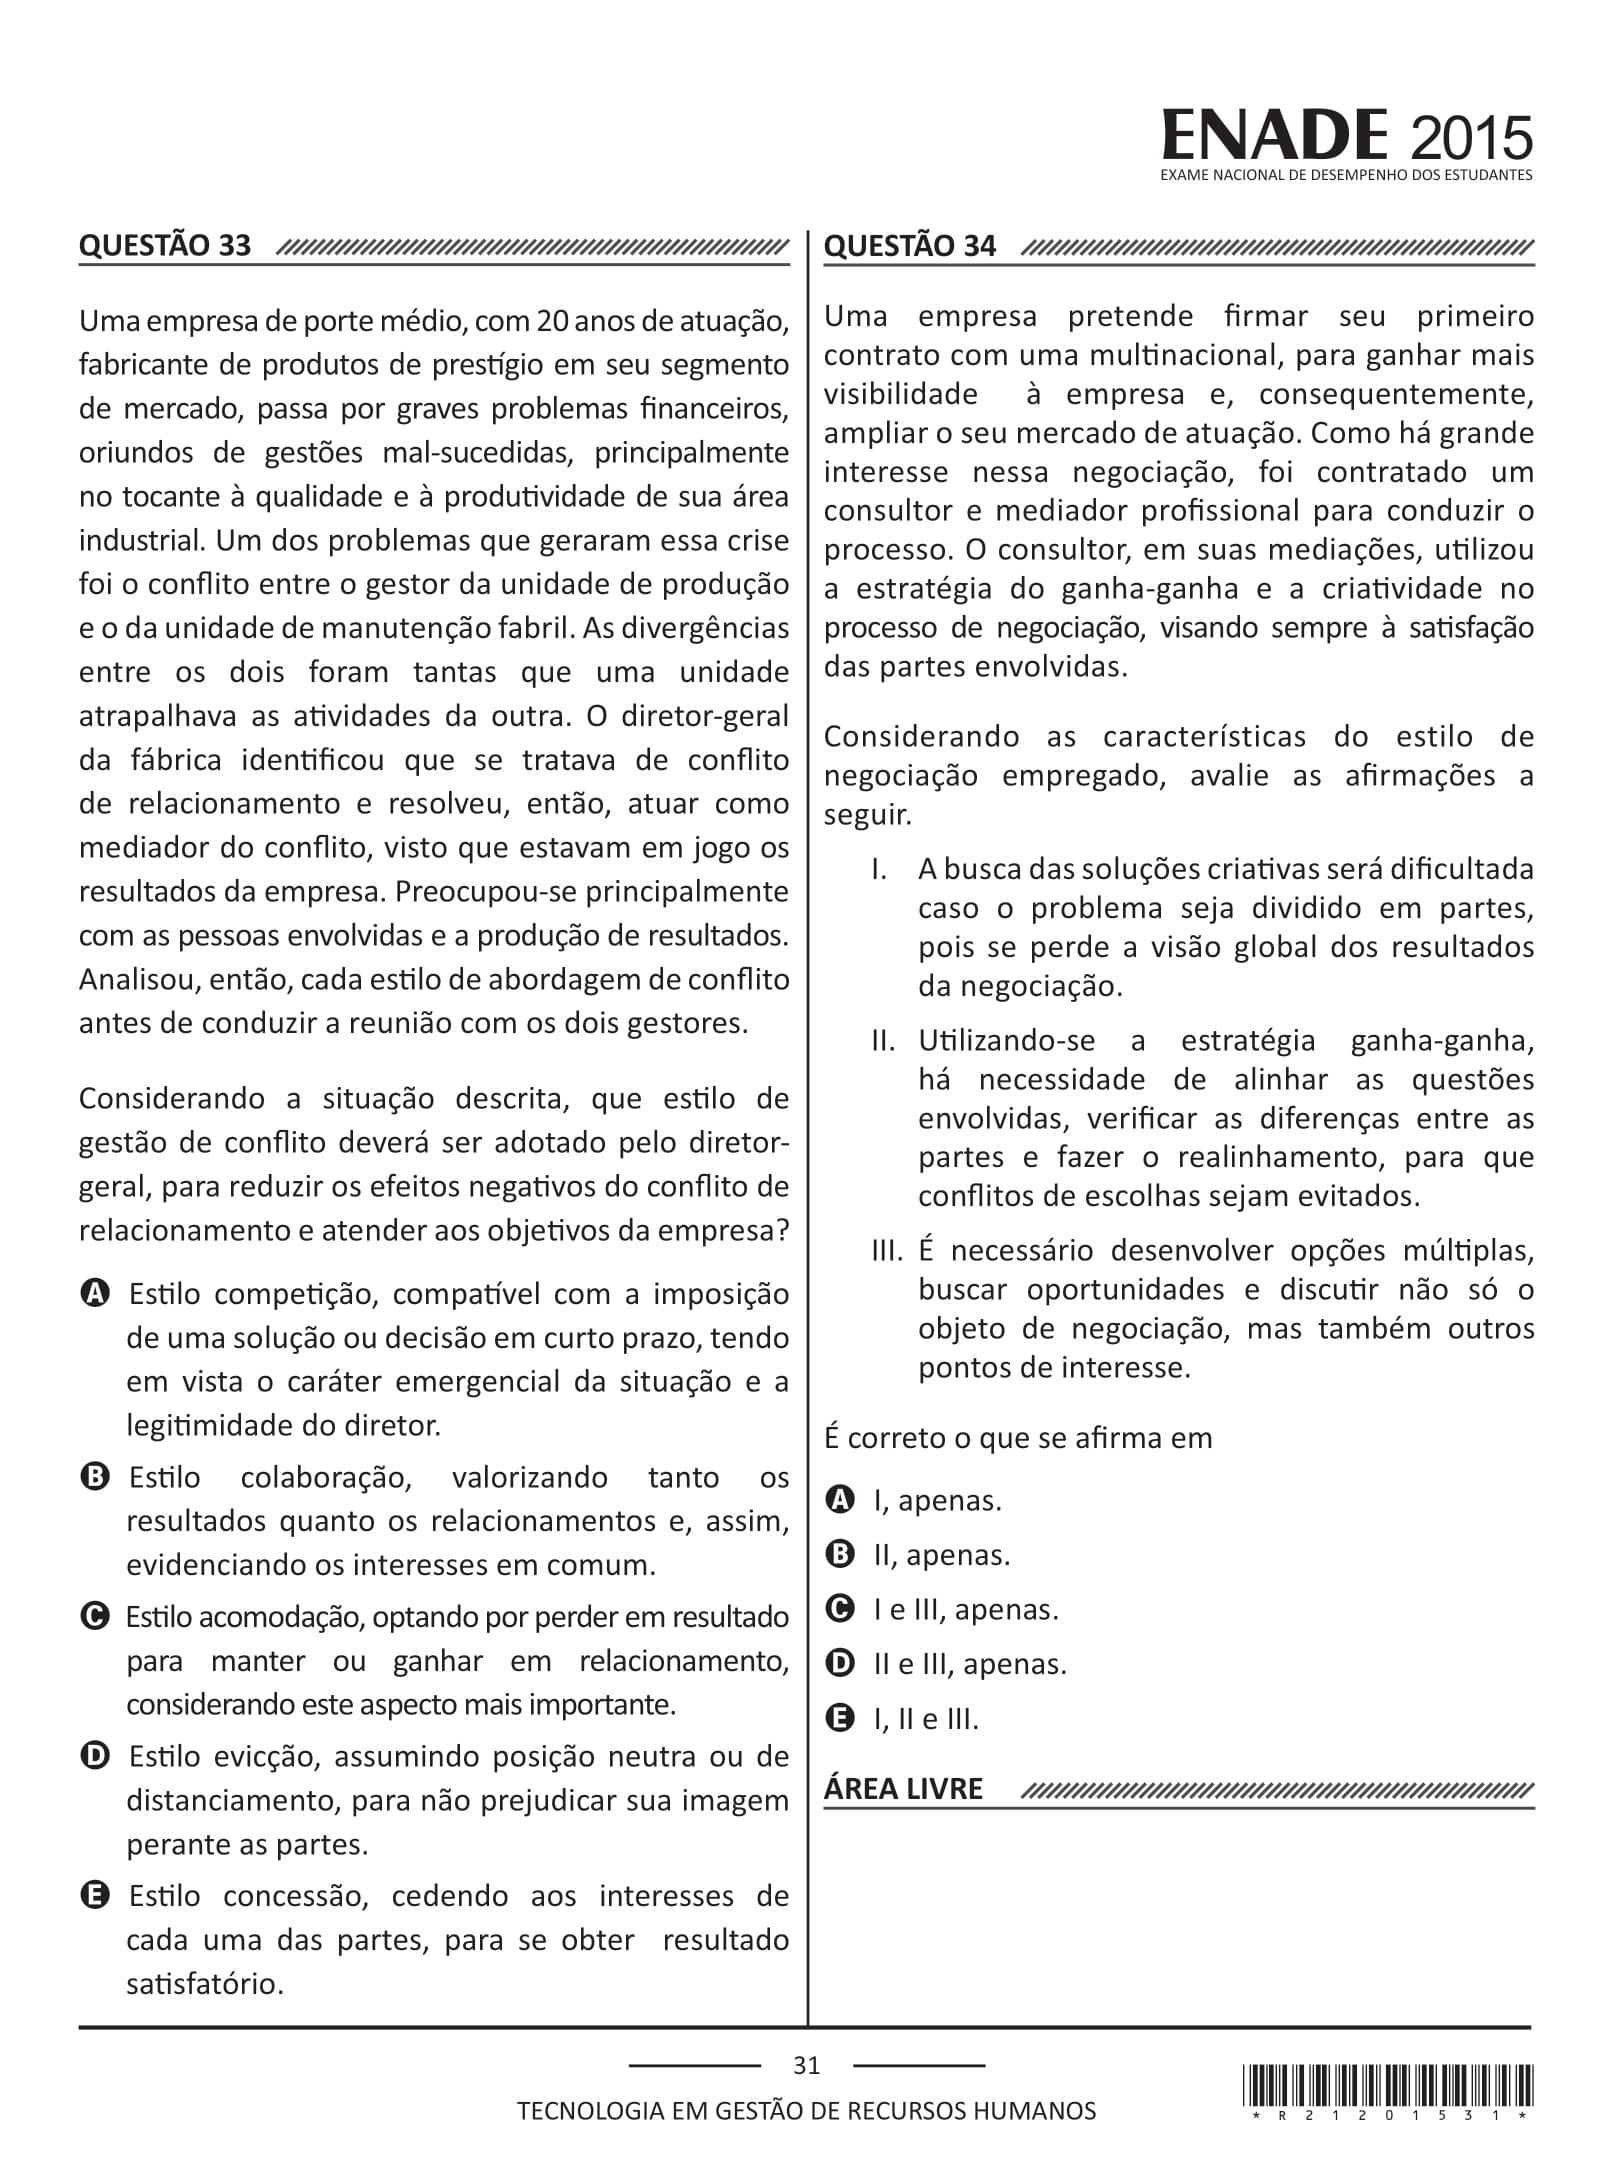 ENADE 2015
EXAME NACIONAL DE DESEMPENHO DOS ESTUDANTES
QUESTÃO 33
Uma empresa de porte médio, com 20 anos de atuação,
fabricante de produtos de prestígio em seu segmento
de mercado, passa por graves problemas financeiros,
oriundos de gestões mal-sucedidas, principalmente
no tocante à qualidade e à produtividade de sua área
industrial. Um dos problemas que geraram essa crise
foi o conflito entre o gestor da unidade de produção
e o da unidade de manutenção fabril. As divergências
entre os dois foram tantas que uma unidade
atrapalhava as atividades da outra. O diretor-geral
da fábrica identificou que se tratava de conflito
de relacionamento e resolveu, então, atuar como
mediador do conflito, visto que estavam em jogo os
resultados da empresa. Preocupou-se principalmente
com as pessoas envolvidas e a produção de resultados.
Analisou, então, cada estilo de abordagem de conflito
antes de conduzir a reunião com os dois gestores.
Considerando a situação descrita, que estilo de
gestão de conflito deverá ser adotado pelo diretor-
geral, para reduzir os efeitos negativos do conflito de
relacionamento e atender aos objetivos da empresa?
A Estilo competição, compatível com a imposição
de uma solução ou decisão em curto prazo, tendo
em vista o caráter emergencial da situação e a
legitimidade do diretor.
B Estilo colaboração, valorizando tanto os
resultados quanto os relacionamentos e, assim,
evidenciando os interesses em comum.
C Estilo acomodação, optando por perder em resultado
para manter ou ganhar em relacionamento,
considerando este aspecto mais importante.
D Estilo evicção, assumindo posição neutra ou de
distanciamento, para não prejudicar sua imagem
perante as partes.
E Estilo concessão, cedendo aos interesses de
cada uma das partes, para se obter resultado
satisfatório.
QUESTÃO 34
Uma empresa pretende firmar seu primeiro
contrato com uma multinacional, para ganhar mais
visibilidade à empresa e, consequentemente,
ampliar o seu mercado de atuação. Como há grande
interesse nessa negociação, foi contratado um
consultor e mediador profissional para conduzir o
processo. O consultor, em suas mediações, utilizou
a estratégia do ganha-ganha e a criatividade no
processo de negociação, visando sempre à satisfação
das partes envolvidas.
Considerando as características do estilo de
negociação empregado, avalie as afirmações a
seguir.
I. A busca das soluções criativas será dificultada
caso o problema seja dividido em partes,
pois se perde a visão global dos resultados
da negociação.
II. Utilizando-se a estratégia ganha-ganha,
há necessidade de alinhar as questões
envolvidas, verificar as diferenças entre as
partes e fazer o realinhamento, para que
conflitos de escolhas sejam evitados.
III. É necessário desenvolver opções múltiplas,
buscar oportunidades e discutir não só o
objeto de negociação, mas também outros
pontos de interesse.
É correto o que se afirma em
A I, apenas.
B II, apenas.
C I e III, apenas.
D II e III, apenas.
E I, II e III.
ÁREA LIVRE
31
TECNOLOGIA EM GESTÃO DE RECURSOS HUMANOS
*R21201531*